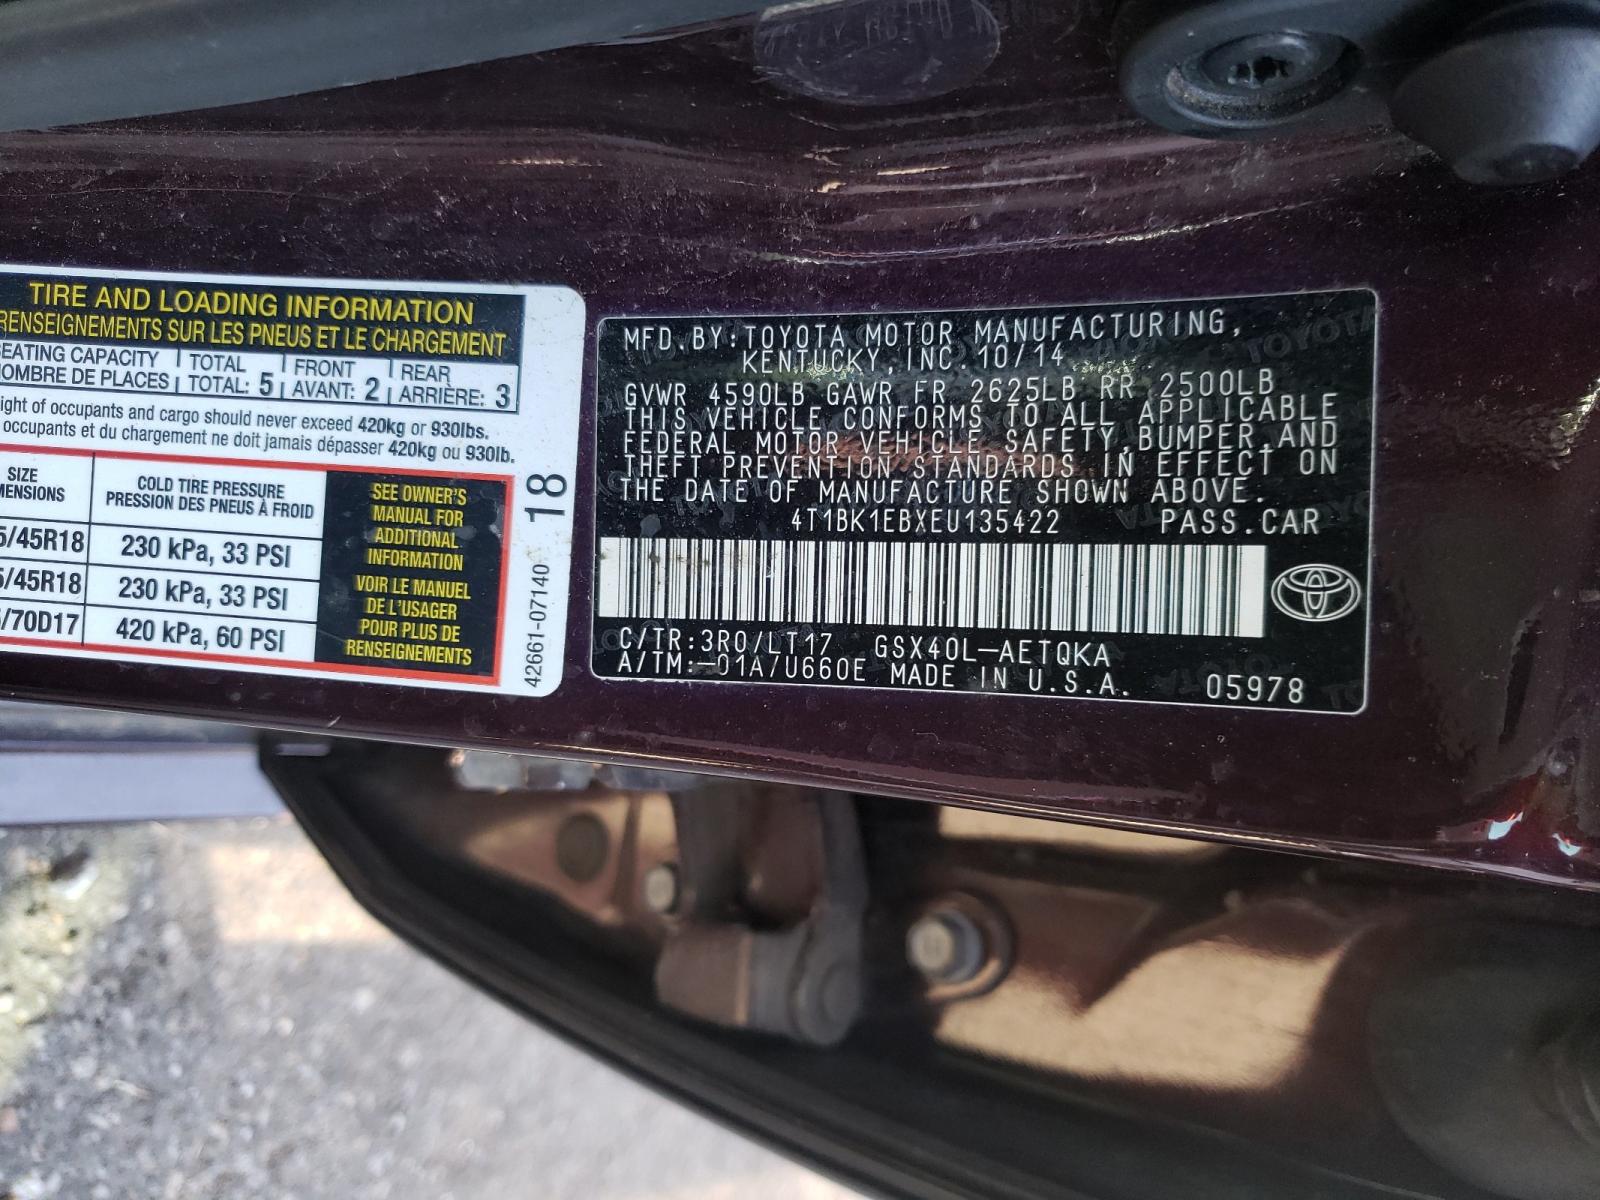 TIRE AND LOADING INFORMATION
RENSEIGNEMENTS SUR LES PNEUS ET LE CHARGEMENT
EATING CAPACITY TOTAL FRONT REAR
OMBRE DE PLACES TOTAL: 5 AVANT: 2 ARRIÈRE: 3
ight of occupants and cargo should never exceed 420kg or 930lbs.
occupants et du chargement ne doit jamais dépasser 420kg ou 930lb.
SIZE
MENSIONS
COLD TIRE PRESSURE
PRESSION DES PNEUS À FROID
5/45R18 230 kPa, 33 PSI
5/45R18 230 kPa, 33 PSI
/70D17 420 kPa, 60 PSI
SEE OWNER'S
MANUAL FOR
ADDITIONAL
INFORMATION
VOIR LE MANUEL
DE L'USAGER
POUR PLUS DE
RENSEIGNEMENTS
42661-07140 18
MFD.BY:TOYOTA MOTOR MANUFACTURING,
KENTUCKY,INC.10/14
GVWR 4590LB GAWR FR 2625LB RR 2500LB
THIS VEHICLE CONFORMS TO ALL APPLICABLE
FEDERAL MOTOR VEHICLE SAFETY,BUMPER,AND
THEFT PREVENTION STANDARDS IN EFFECT ON
THE DATE OF MANUFACTURE SHOWN ABOVE.
4T1BK1EBXEU135422 PASS.CAR
C/TR:3R0/LT17 GSX40L-AETQKA
A/TM:-01A/U660E MADE IN U.S.A. 05978